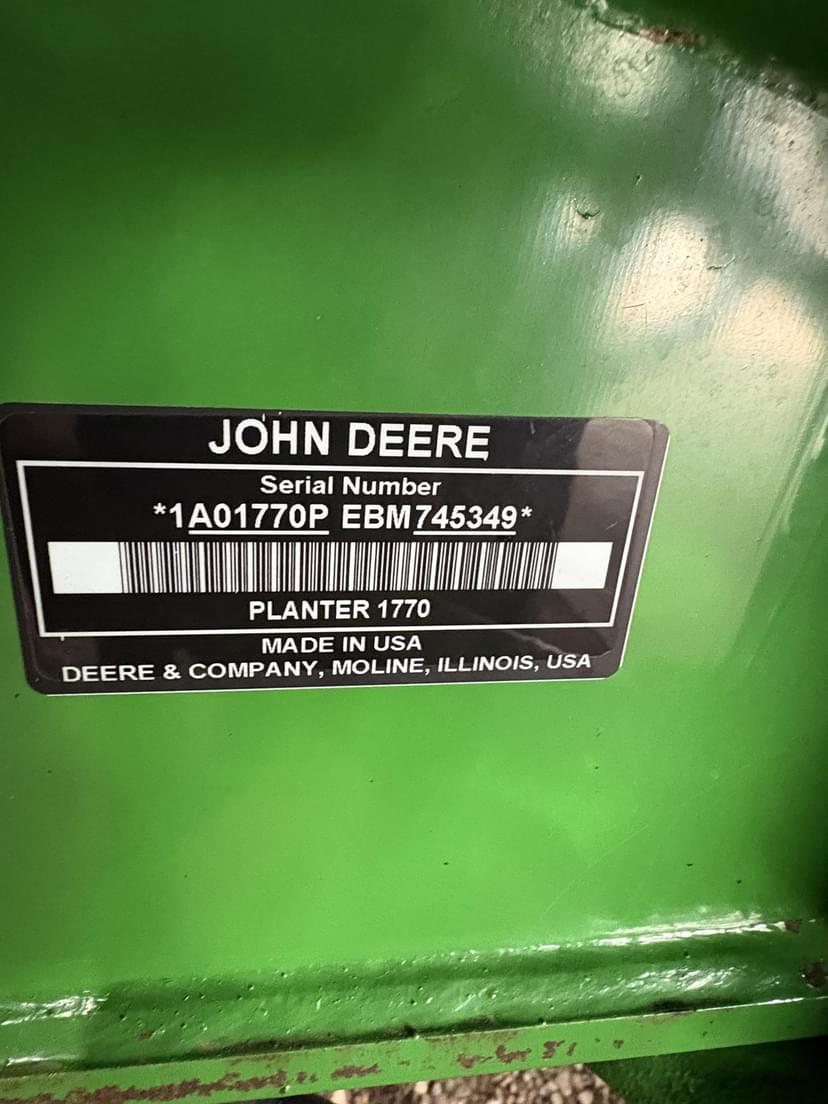 JOHN DEERE
Serial Number
*1A01770P EBM745349*
PLANTER 1770
MADE IN USA
DEERE & COMPANY, MOLINE, ILLINOIS, USA